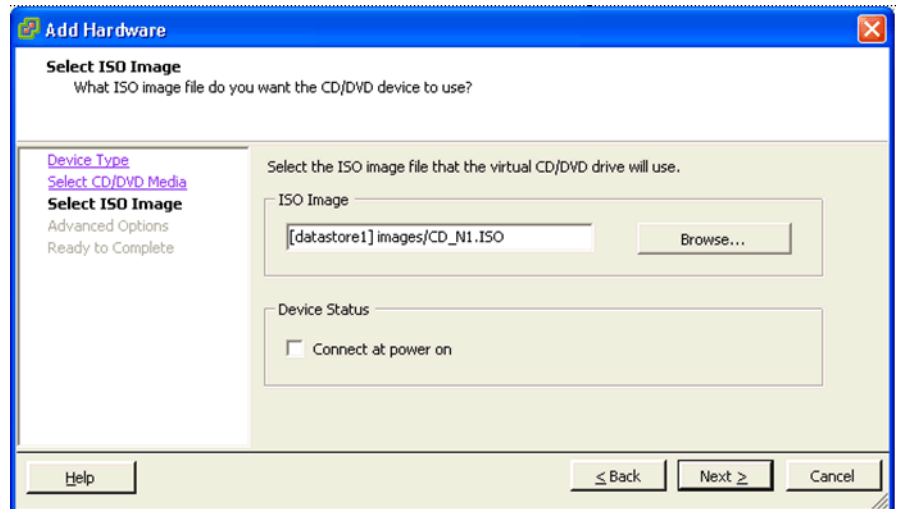 Add Hardware
Select ISO Image
What ISO image file do you want the CD/DVD device to use?
Device Type
Select CD/DVD Media
Select ISO Image
Advanced Options
Ready to Complete
Select the ISO image file that the virtual CD/DVD drive will use.
ISO Image
[datastore1] images/CD_N1.ISO
Browse...
Device Status
Connect at power on
Help
< Back
Next >
Cancel